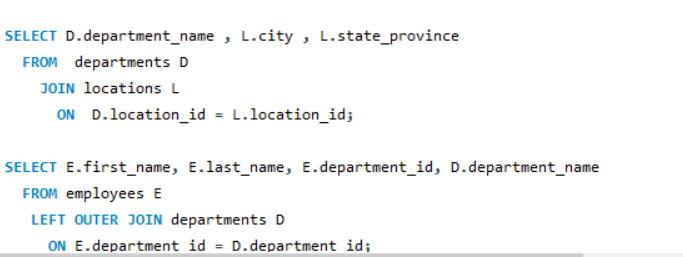 SELECT D.department_name , L.city , L.state_province
FROM  departments D
JOIN locations L
ON  D.location_id = L.location_id;
SELECT E.first_name, E.last_name, E.department_id, D.department_name
FROM employees E
LEFT OUTER JOIN departments D
ON E.department_id = D.department_id;